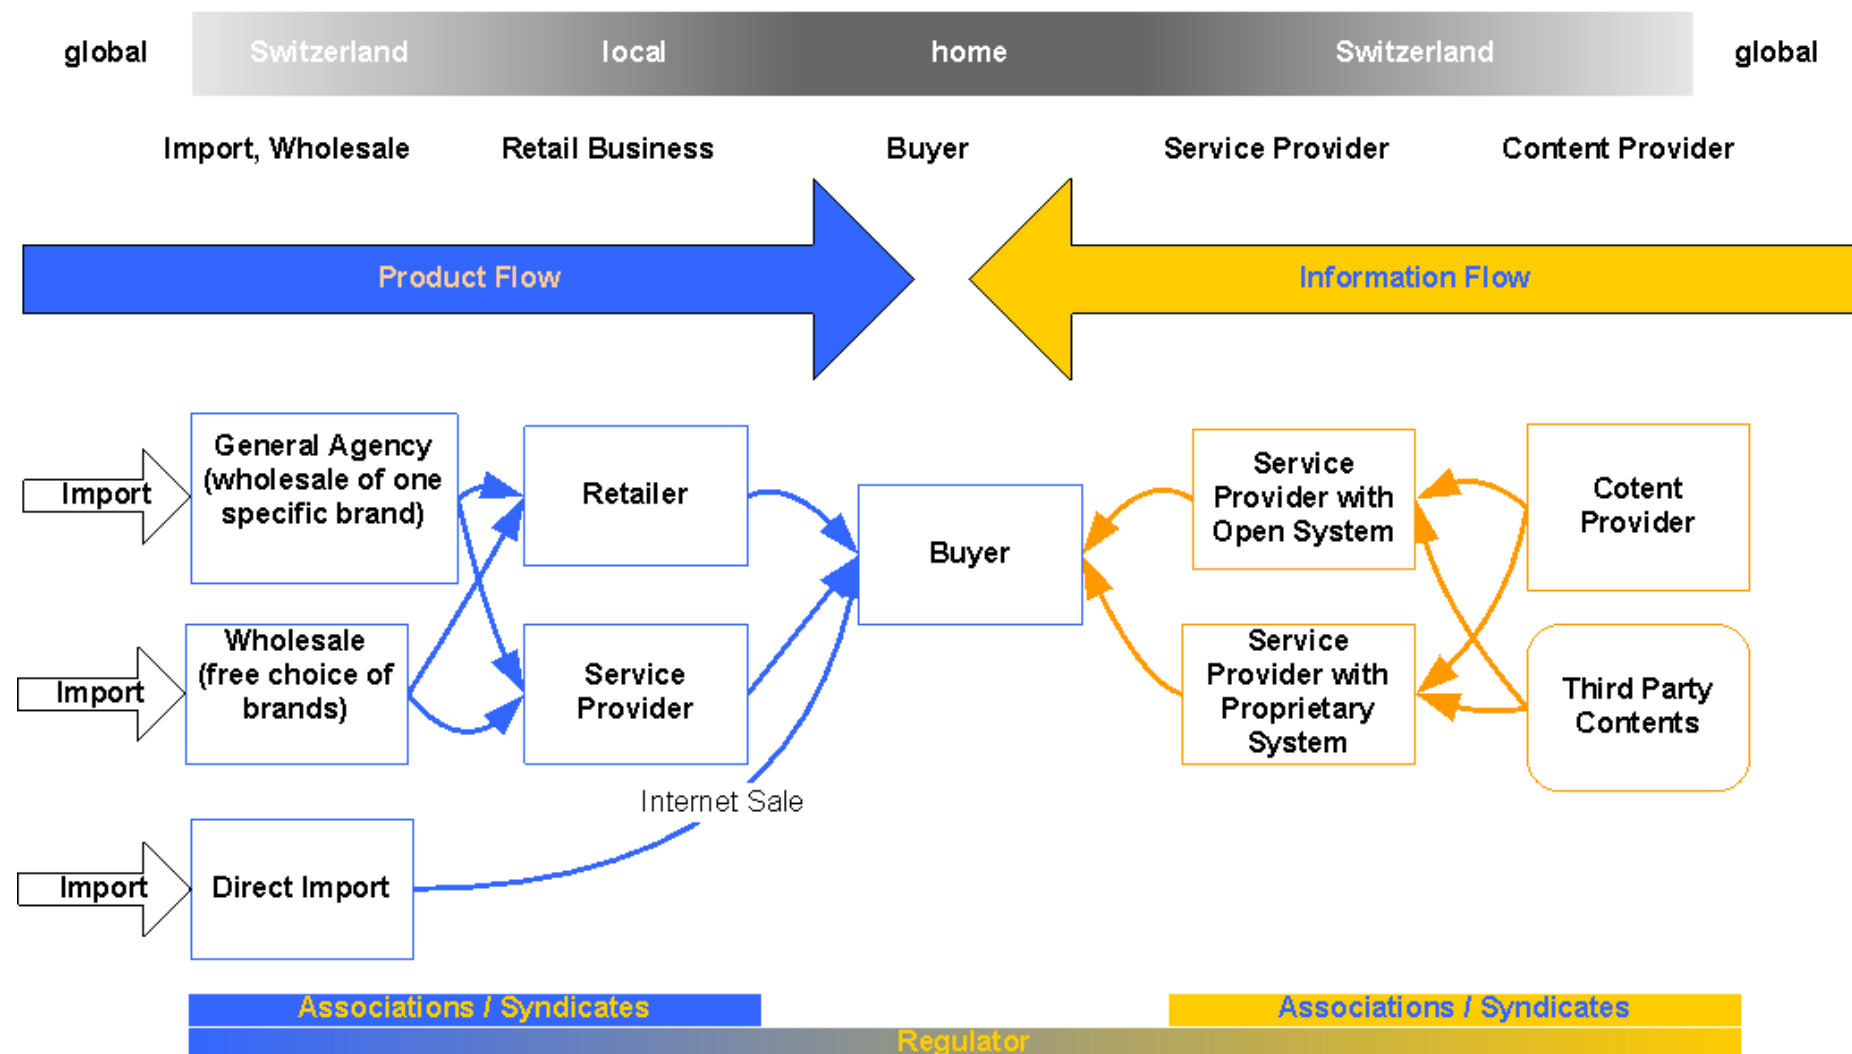 global Switzerland local home Switzerland global
Import, Wholesale Retail Business Buyer Service Provider Content Provider
Product Flow Information Flow
Import
General Agency
(wholesale of one
specific brand)
Retailer
Buyer
Service
Provider with
Open System
Cotent
Provider
Import
Wholesale
(free choice of
brands)
Service
Provider
Service
Provider with
Proprietary
System
Third Party
Contents
Internet Sale
Import
Direct Import
Associations / Syndicates Associations / Syndicates
Regulator